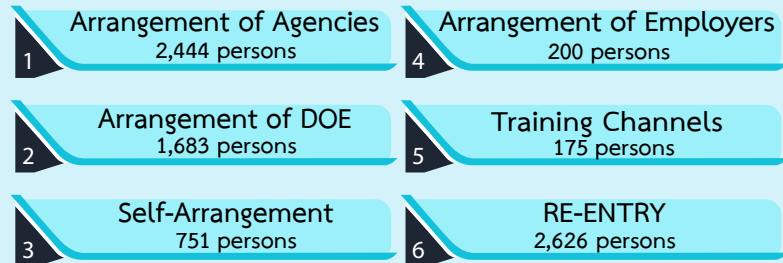 1
Arrangement of Agencies
2,444 persons
2
Arrangement of DOE
1,683 persons
3
Self-Arrangement
751 persons
4
Arrangement of Employers
200 persons
5
Training Channels
175 persons
6
RE-ENTRY
2,626 persons